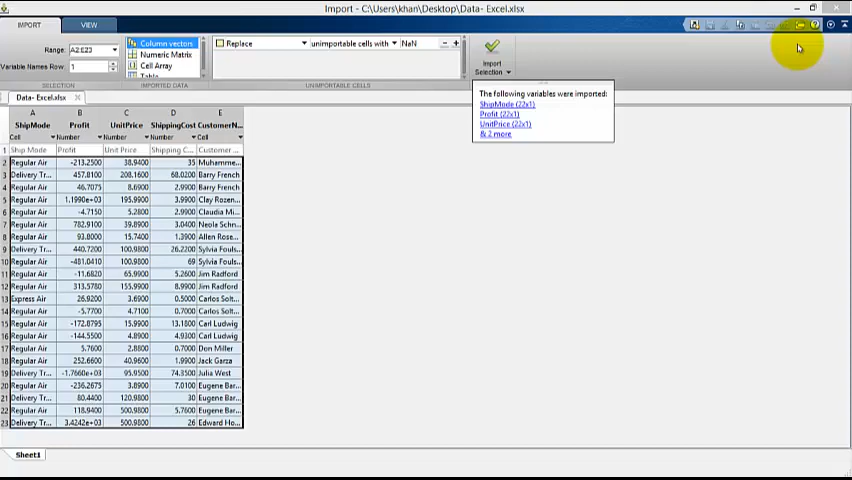 Import - C:\Users\khan\Desktop\Data- Excel.xlsx
IMPORT VIEW
Range: A2:E23
Variable Names Row: 1
SELECTION
Column vectors
Numeric Matrix
Cell Array
Table
IMPORTED DATA
Replace unimportable cells with NaN
UNIMPORTABLE CELLS
Import
Selection
The following variables were imported:
ShipMode (22x1)
Profit (22x1)
UnitPrice (22x1)
& 2 more
Data- Excel.xlsx
A B C D E
ShipMode Profit UnitPrice ShippingCost CustomerN...
Cell Number Number Number Cell
1 Ship Mode Profit Unit Price Shipping C... Customer ...
2 Regular Air -213.2500 38.9400 35 Muhamme...
3 Delivery Tr... 457.8100 208.1600 68.0200 Barry French
4 Regular Air 46.7075 8.6900 2.9900 Barry French
5 Regular Air 1.1990e+03 195.9900 3.9900 Clay Rozen...
6 Regular Air -4.7150 5.2800 2.9900 Claudia Mi...
7 Regular Air 782.9100 39.8900 3.0400 Neola Schn...
8 Regular Air 93.8000 15.7400 1.3900 Allen Rose...
9 Delivery Tr... 440.7200 100.9800 26.2200 Sylvia Fouls...
10 Regular Air -481.0410 100.9800 69 Sylvia Fouls...
11 Regular Air -11.6820 65.9900 5.2600 Jim Radford
12 Regular Air 313.5780 155.9900 8.9900 Jim Radford
13 Express Air 26.9200 3.6900 0.5000 Carlos Solt...
14 Regular Air -5.7700 4.7100 0.7000 Carlos Solt...
15 Regular Air -172.8795 15.9900 13.1800 Carl Ludwig
16 Regular Air -144.5500 4.8900 4.9300 Carl Ludwig
17 Regular Air 5.7600 2.8800 0.7000 Don Miller
18 Regular Air 252.6600 40.9600 1.9900 Jack Garza
19 Delivery Tr... -1.7660e+03 95.9500 74.3500 Julia West
20 Regular Air -236.2675 3.8900 7.0100 Eugene Bar...
21 Delivery Tr... 80.4400 120.9800 30 Eugene Bar...
22 Regular Air 118.9400 500.9800 5.7600 Eugene Bar...
23 Delivery Tr... 3.4242e+03 500.9800 26 Edward Ho...
Sheet1